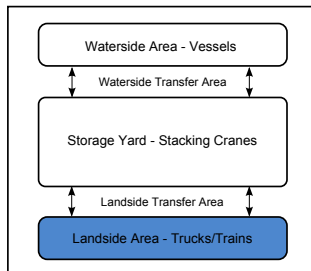 Waterside Area - Vessels
Waterside Transfer Area
Storage Yard - Stacking Cranes
Landside Transfer Area
Landside Area - Trucks/Trains